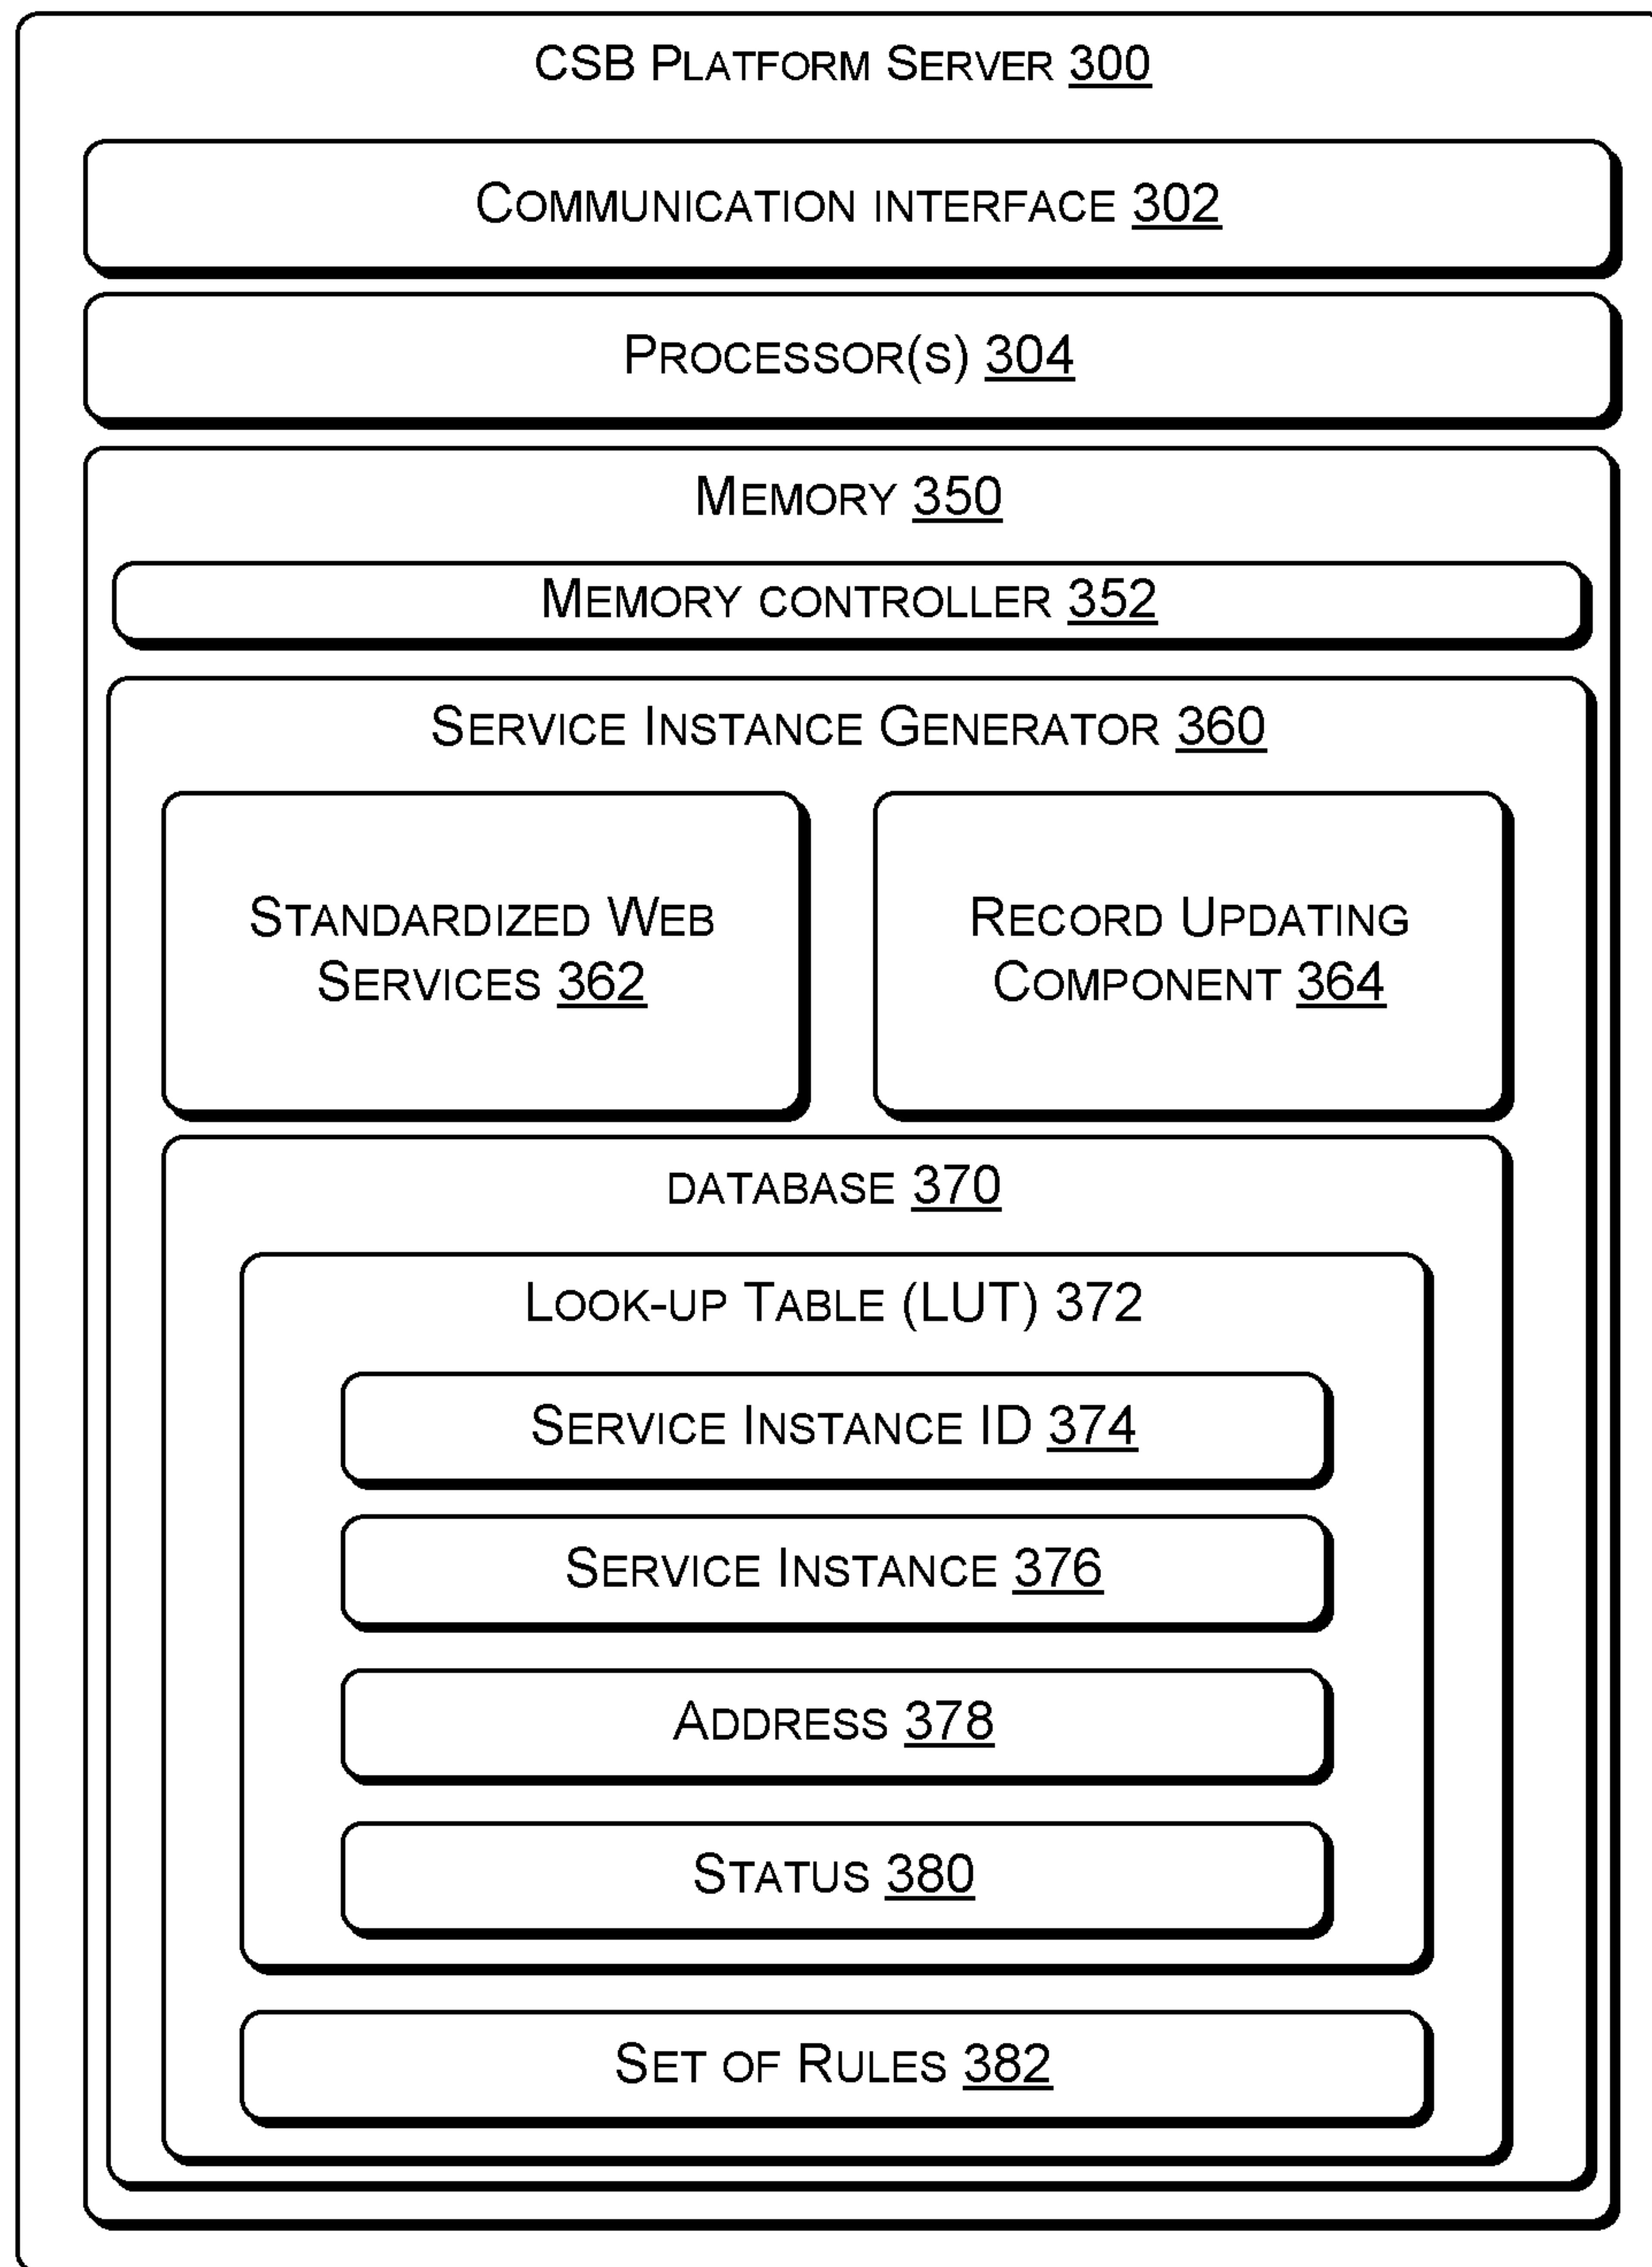 CSB Platform Server 300
Communication interface 302
Processor(s) 304
Memory 350
Memory controller 352
Service Instance Generator 360
Standardized Web
Services 362
Record Updating
Component 364
database 370
Look-up Table (LUT) 372
Service Instance ID 374
Service Instance 376
Address 378
Status 380
Set of Rules 382